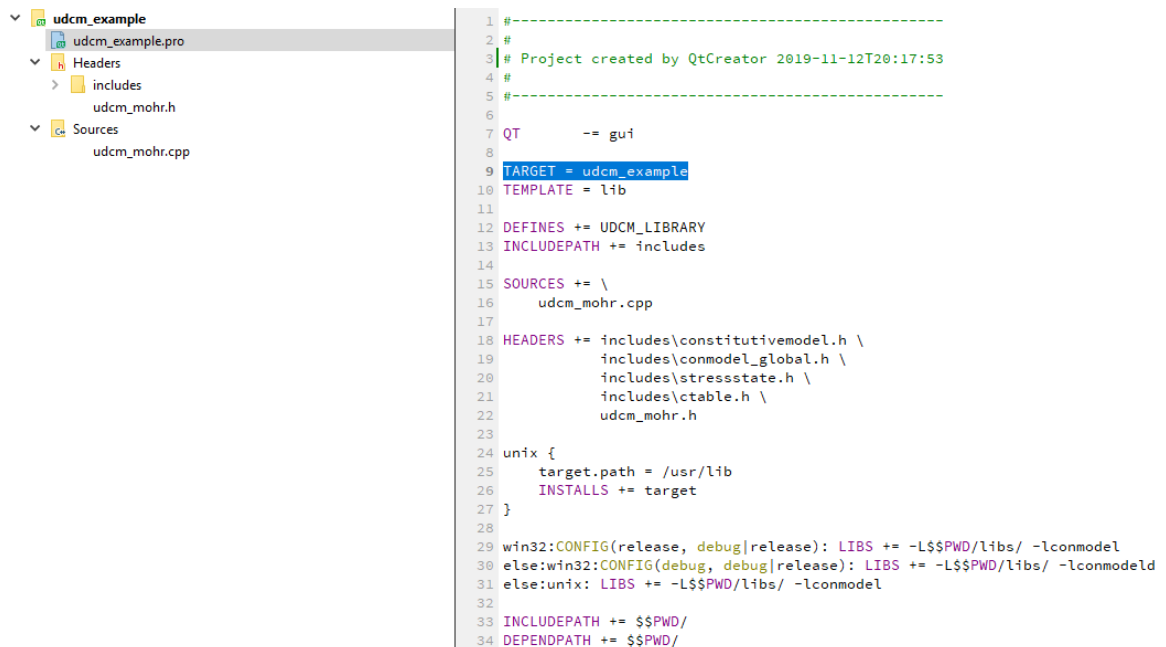 udcm_example
udcm_example.pro
Headers
includes
udcm_mohr.h
Sources
udcm_mohr.cpp
1 #-------------------------------------------------
2 #
3 # Project created by QtCreator 2019-11-12T20:17:53
4 #
5 #-------------------------------------------------
6
7 QT       -= gui
8
9 TARGET = udcm_example
10 TEMPLATE = lib
11
12 DEFINES += UDCM_LIBRARY
13 INCLUDEPATH += includes
14
15 SOURCES += \
16     udcm_mohr.cpp
17
18 HEADERS += includes\constitutivemodel.h \
19            includes\conmodel_global.h \
20            includes\stressstate.h \
21            includes\ctable.h \
22            udcm_mohr.h
23
24 unix {
25     target.path = /usr/lib
26     INSTALLS += target
27 }
28
29 win32:CONFIG(release, debug|release): LIBS += -L$$PWD/libs/ -lconmodel
30 else:win32:CONFIG(debug, debug|release): LIBS += -L$$PWD/libs/ -lconmodeld
31 else:unix: LIBS += -L$$PWD/libs/ -lconmodel
32
33 INCLUDEPATH += $$PWD/
34 DEPENDPATH += $$PWD/